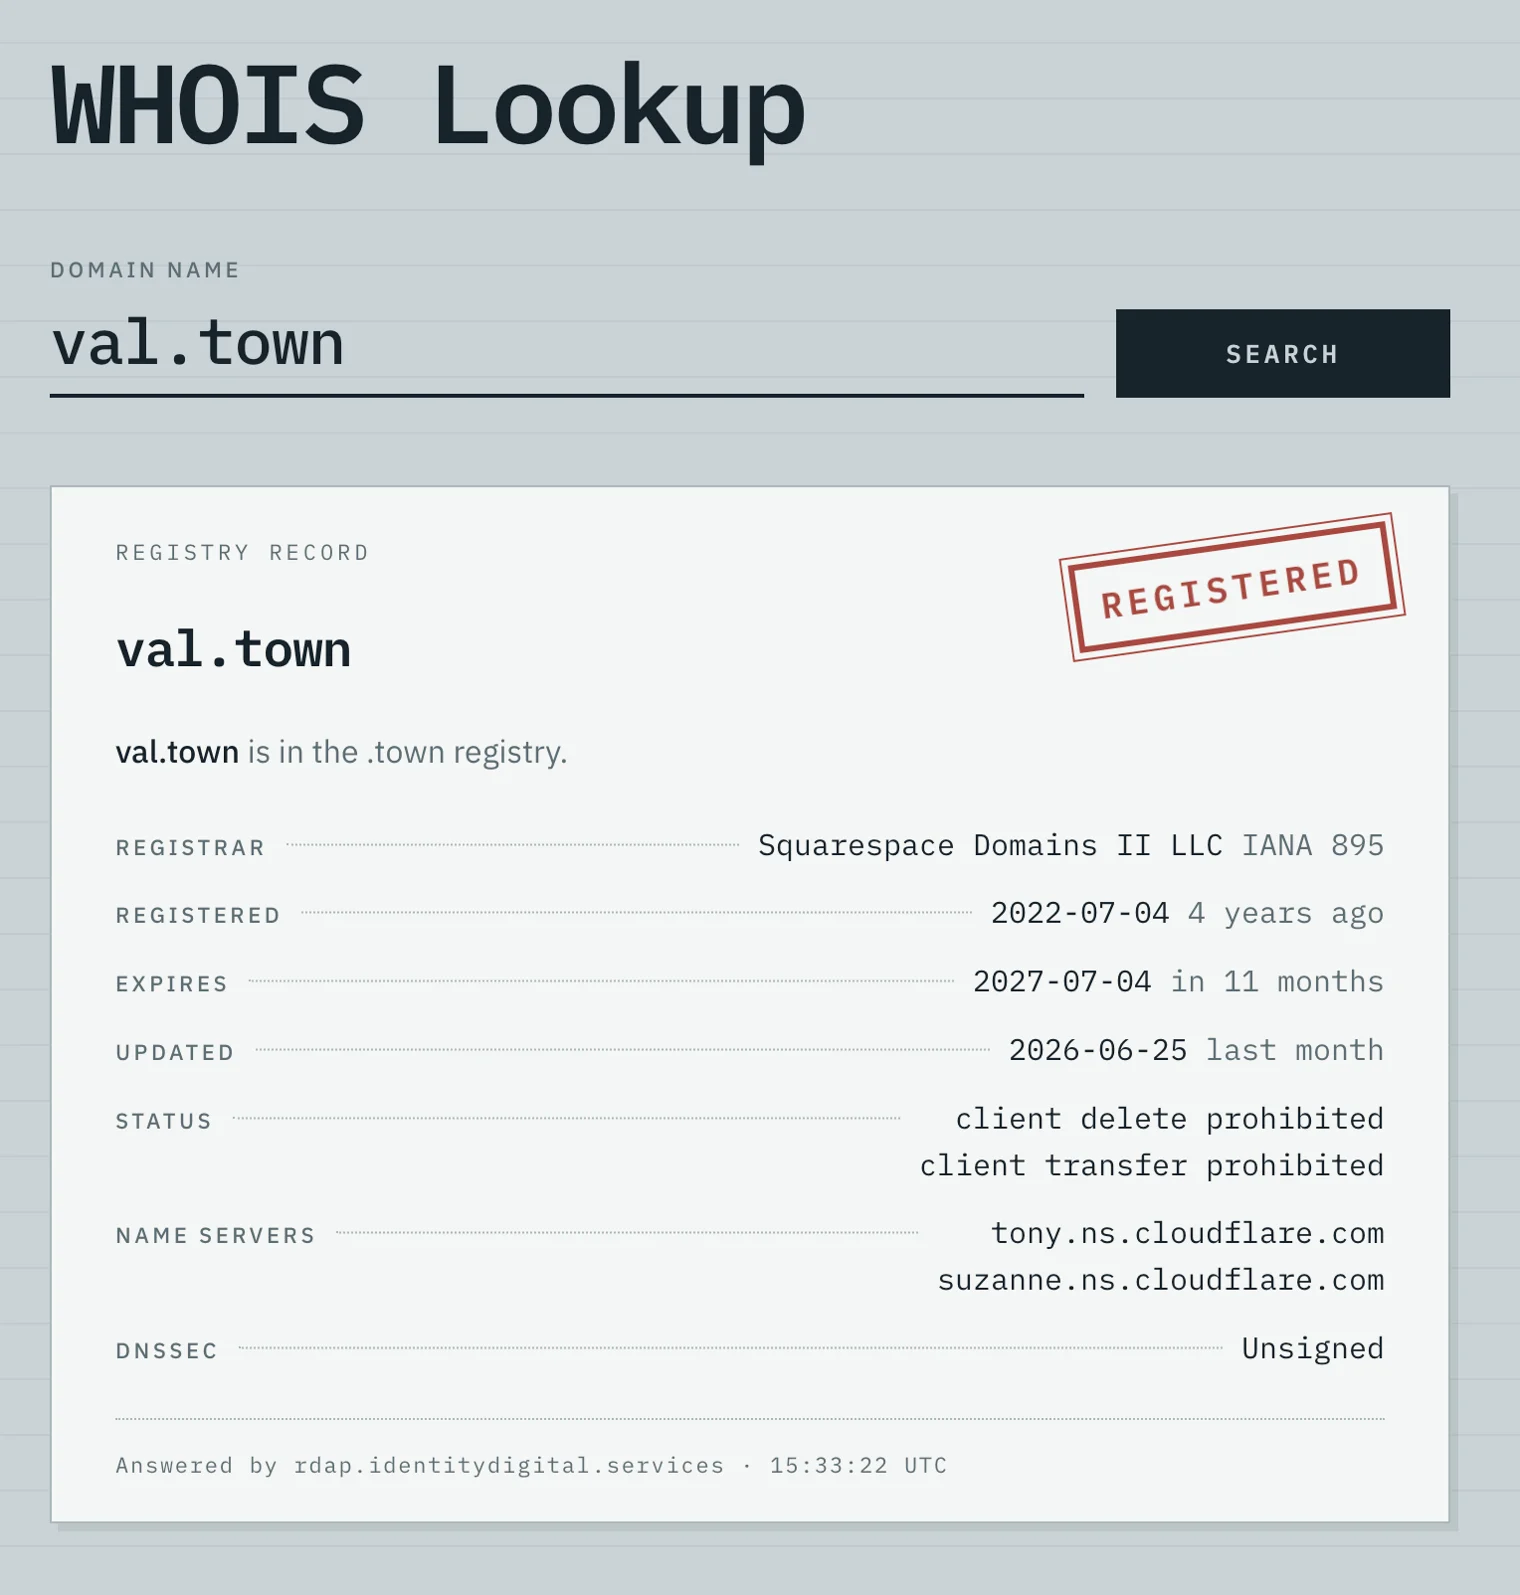 WHOIS Lookup
DOMAIN NAME
val.town
SEARCH
REGISTRY RECORD
REGISTERED
val.town
val.town is in the .town registry.
REGISTRAR Squarespace Domains II LLC IANA 895
REGISTERED 2022-07-04 4 years ago
EXPIRES 2027-07-04 in 11 months
UPDATED 2026-06-25 last month
STATUS client delete prohibited
client transfer prohibited
NAME SERVERS tony.ns.cloudflare.com
suzanne.ns.cloudflare.com
DNSSEC Unsigned
Answered by rdap.identitydigital.services · 15:33:22 UTC